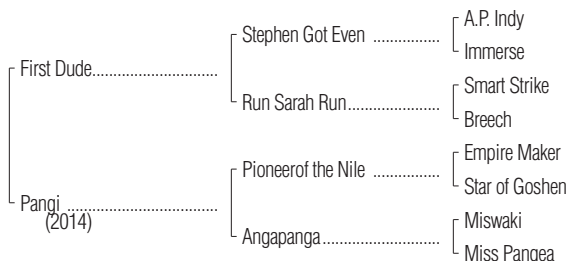 A.P. Indy
Stephen Got Even ................
Immerse
First Dude..............................
Smart Strike
Run Sarah Run......................
Breech
Empire Maker
Pioneerof the Nile ................
Star of Goshen
Pangi ....................................
(2014)
Miswaki
Angapanga............................
Miss Pangea